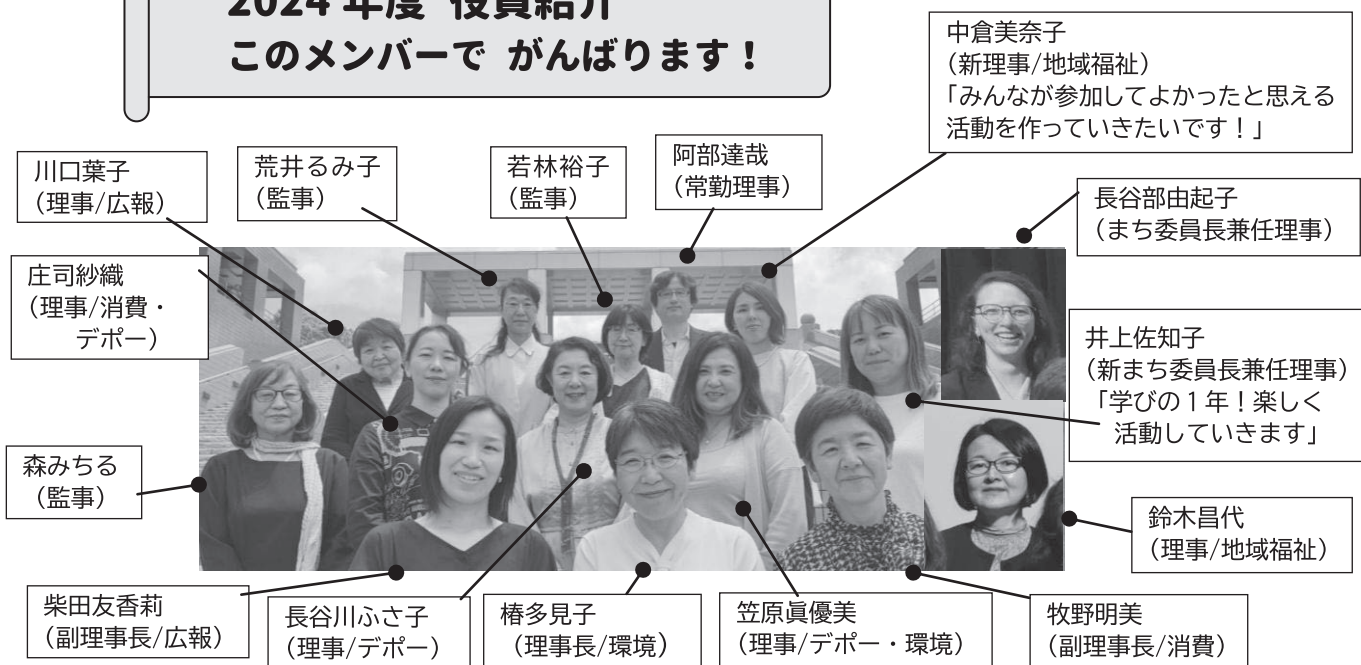 2024 年度 役員紹介
このメンバーで がんばります！
中倉美奈子
（新理事/地域福祉）
「みんなが参加してよかったと思える
活動を作っていきたいです！」
川口葉子
（理事/広報）
荒井るみ子
（監事）
若林裕子
（監事）
阿部達哉
（常勤理事）
長谷部由起子
（まち委員長兼任理事）
庄司紗織
（理事/消費・
デポー）
井上佐知子
（新まち委員長兼任理事）
「学びの１年！楽しく
活動していきます」
森みちる
（監事）
鈴木昌代
（理事/地域福祉）
柴田友香莉
（副理事長/広報）
長谷川ふさ子
（理事/デポー）
椿多見子
（理事長/環境）
笠原眞優美
（理事/デポー・環境）
牧野明美
（副理事長/消費）